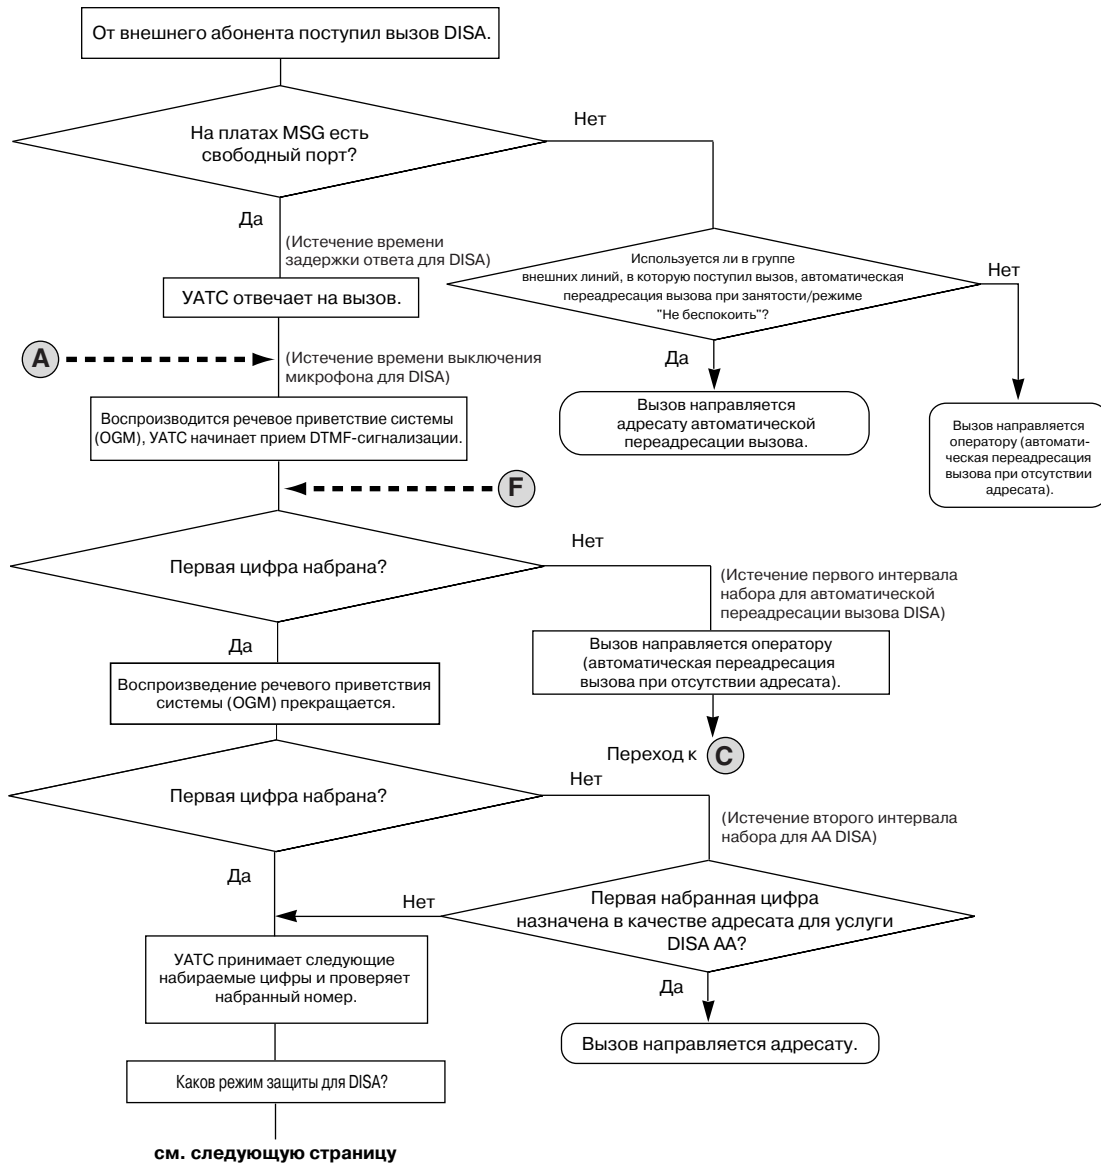 От внешнего абонента поступил вызов DISA.
На платах MSG есть
свободный порт?
Нет
Да
(Истечение времени
задержки ответа для DISA)
УАТС отвечает на вызов.
Используется ли в группе
внешних линий, в которую поступил вызов, автоматическая
переадресация вызова при занятости/режиме
"Не беспокоить"?
Нет
Да
A
(Истечение времени выключения
микрофона для DISA)
Вызов направляется
адресату автоматической
переадресации вызова.
Вызов направляется
оператору (автомати-
ческая переадресация
вызова при отсутствии
адресата).
Воспроизводится речевое приветствие системы
(OGM), УАТС начинает прием DTMF-сигнализации.
F
Первая цифра набрана?
Нет
(Истечение первого интервала
набора для автоматической
переадресации вызова DISA)
Да
Вызов направляется оператору
(автоматическая переадресация
вызова при отсутствии адресата).
Воспроизведение речевого приветствия
системы (OGM) прекращается.
Переход к C
Первая цифра набрана?
Нет
(Истечение второго интервала
набора для AA DISA)
Да
Первая набранная цифра
назначена в качестве адресата для услуги
DISA AA?
Нет
Да
УАТС принимает следующие
набираемые цифры и проверяет
набранный номер.
Вызов направляется адресату.
Каков режим защиты для DISA?
см. следующую страницу